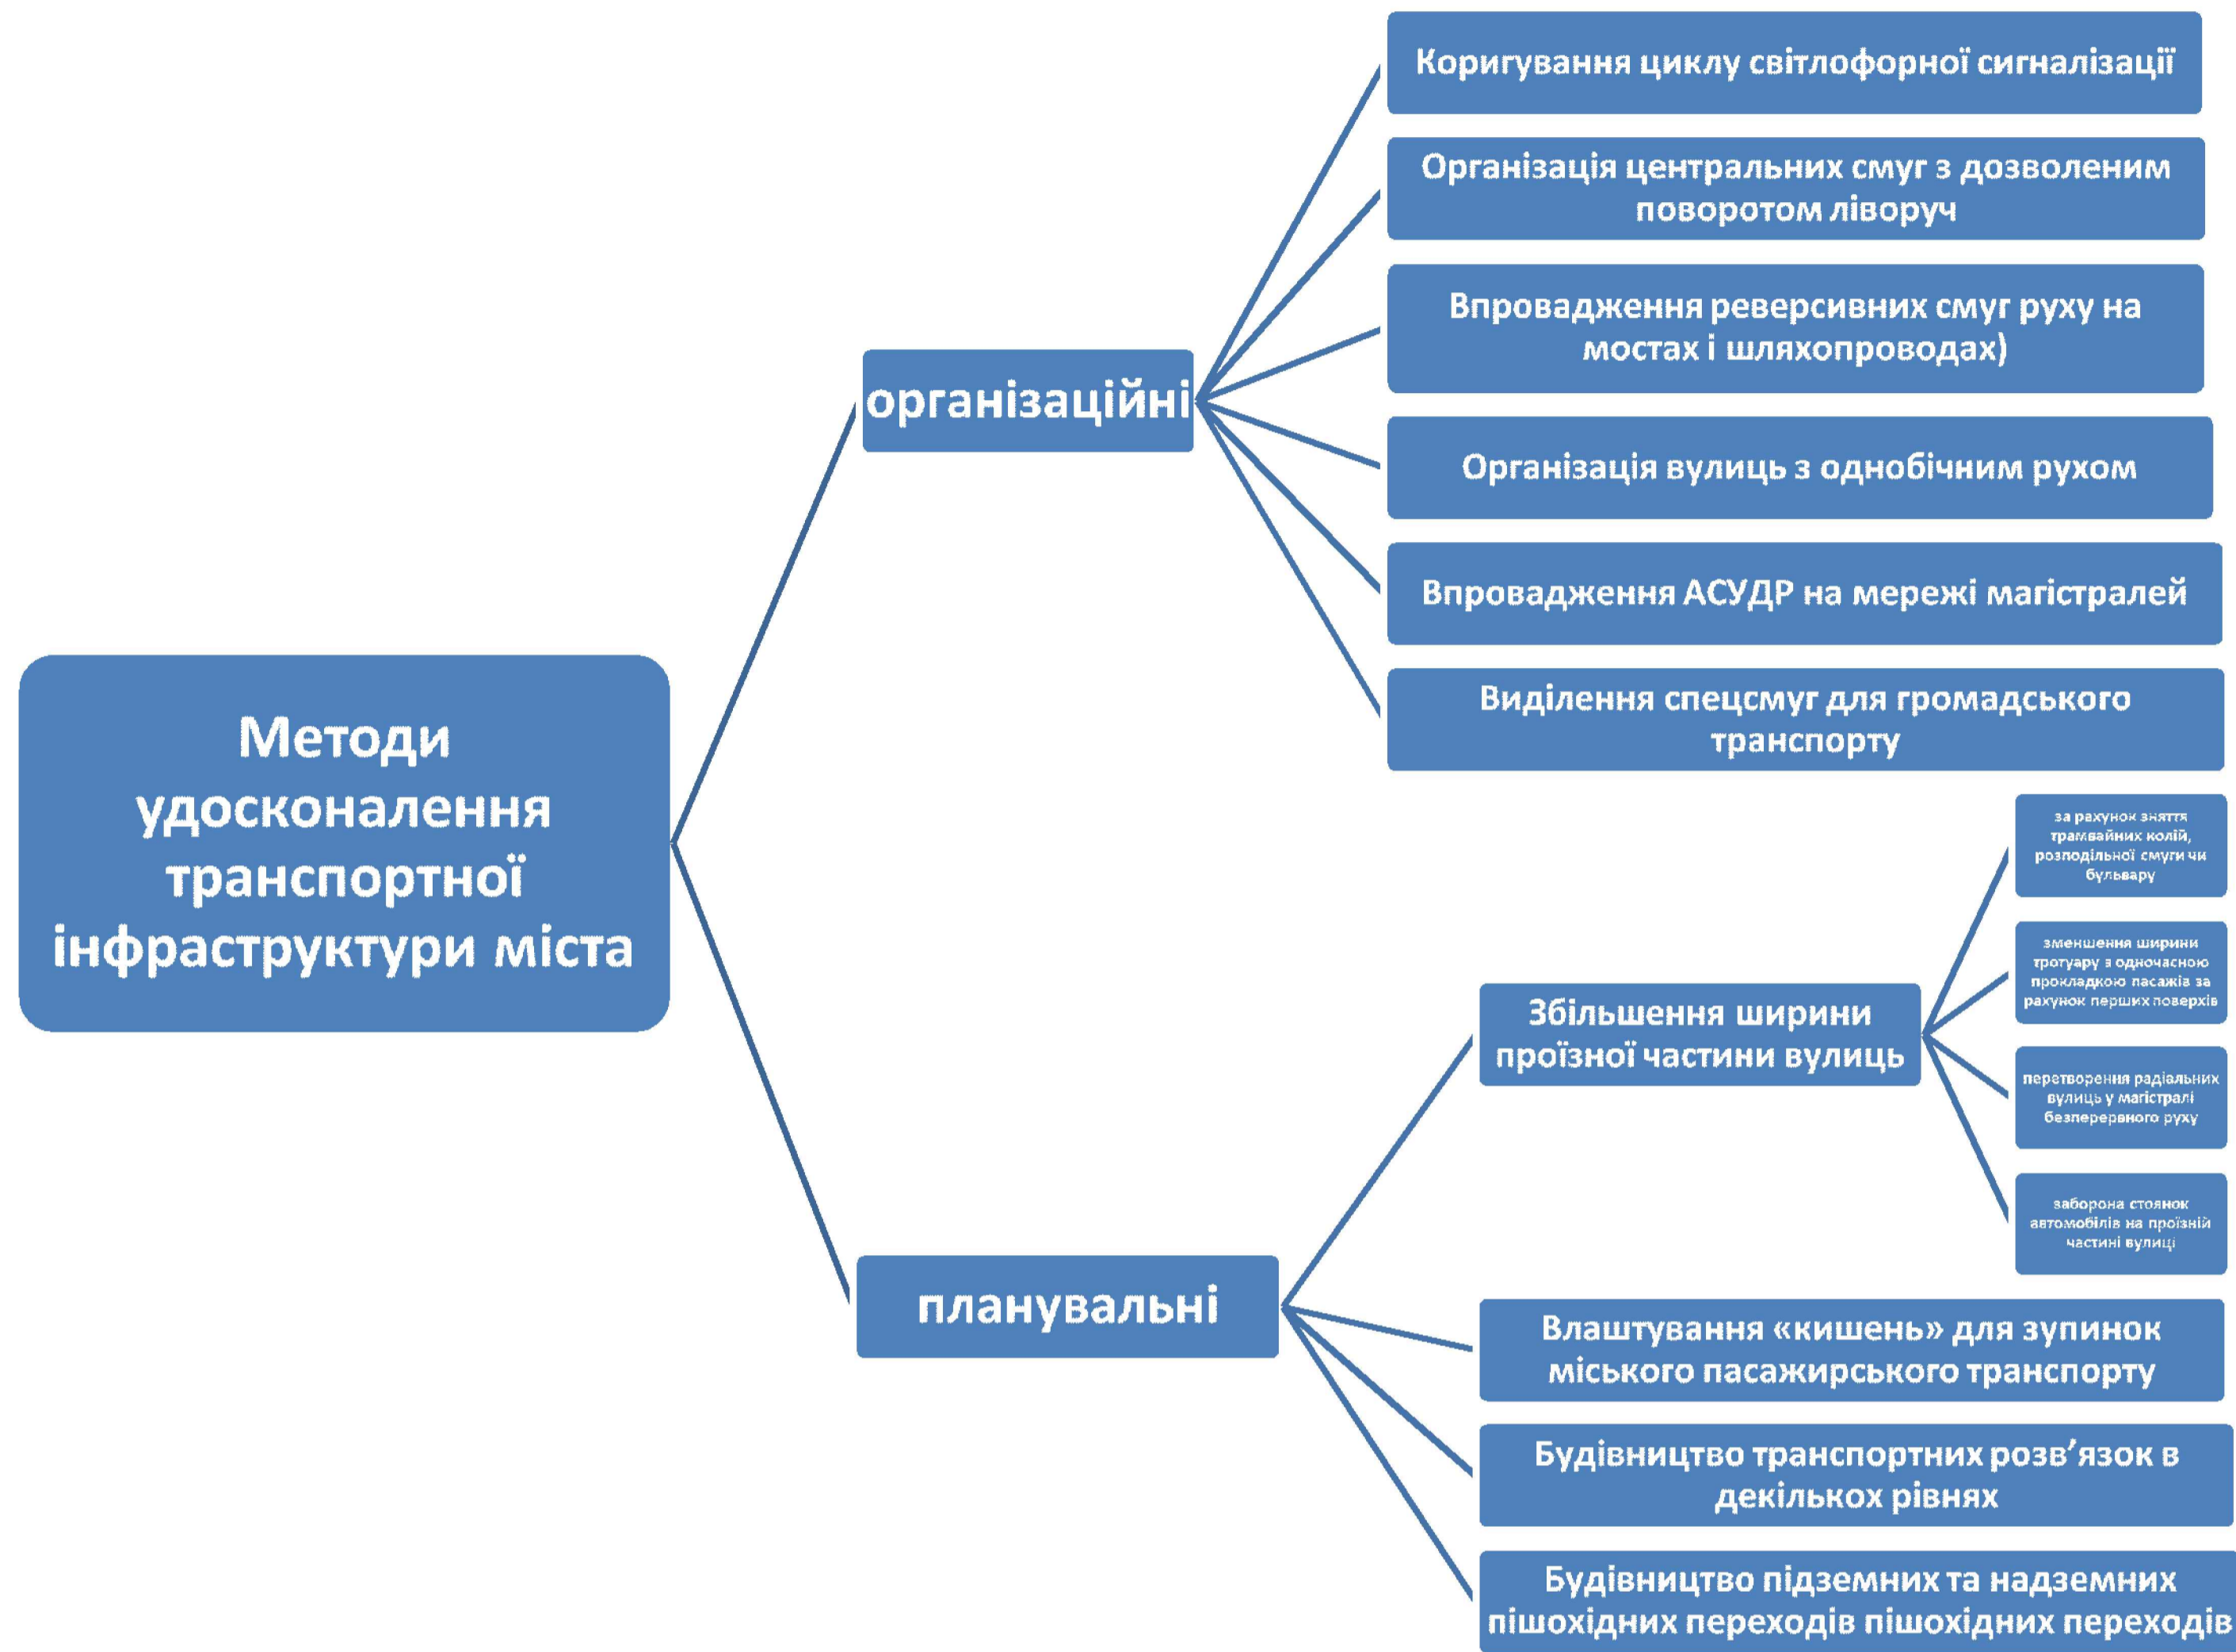 Методи
удосконалення
транспортної
інфраструктури міста
організаційні
Коригування циклу світлофорної сигналізації
Організація центральних смуг з дозволеним
поворотом ліворуч
Впровадження реверсивних смуг руху на
мостах і шляхопроводах)
Організація вулиць з однобічним рухом
Впровадження АСУДР на мережі магістралей
Виділення спецсмуг для громадського
транспорту
планувальні
Збільшення ширини
проїзної частини вулиць
за рахунок зняття
трамвайних колій,
розподільної смуги чи
бульвару
зменшення ширини
тротуару з одночасною
прокладкою пасажів за
рахунок перших поверхів
перетворення радіальних
вулиць у магістралі
безперервного руху
заборона стоянок
автомобілів на проїзній
частині вулиці
Влаштування «кишень» для зупинок
міського пасажирського транспорту
Будівництво транспортних розв’язок в
декількох рівнях
Будівництво підземних та надземних
пішохідних переходів пішохідних переходів